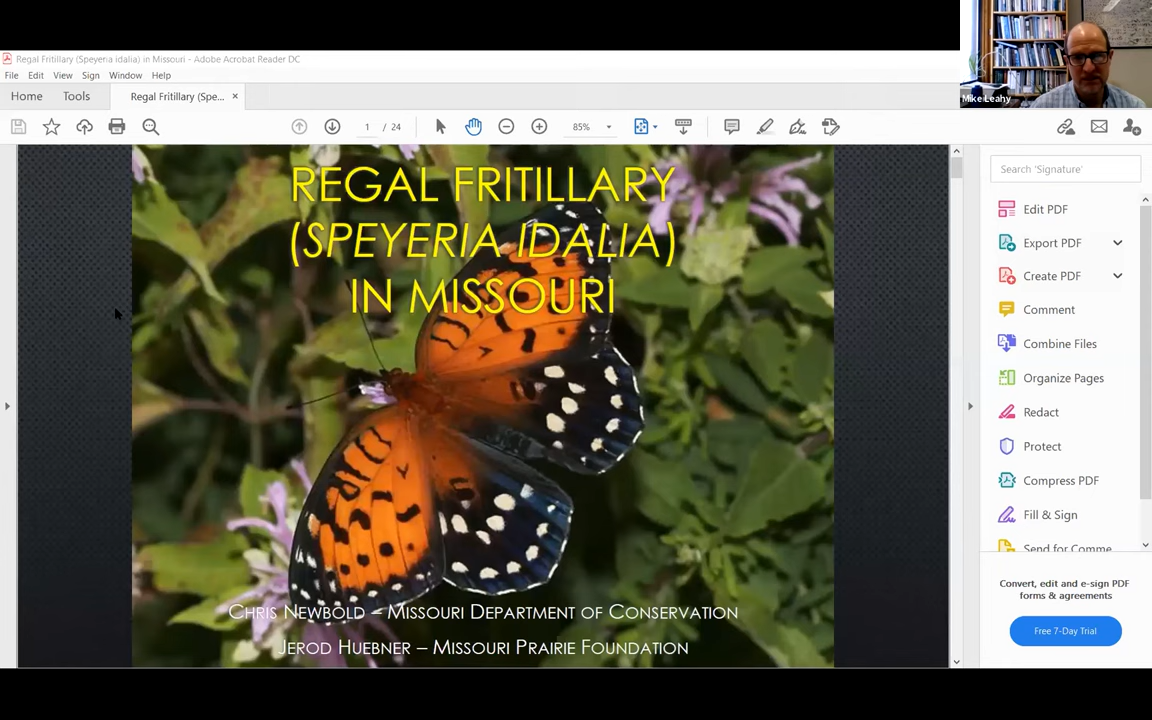 Regal Fritillary (Speyeria idalia) in Missouri - Adobe Acrobat Reader DC
File Edit View Sign Window Help
Home Tools Regal Fritillary (Spe... ×
1 / 24 85%
Mike Leahy
Search 'Signature'
Edit PDF
Export PDF
Create PDF
Comment
Combine Files
Organize Pages
Redact
Protect
Compress PDF
Fill & Sign
Send for Comme
Convert, edit and e-sign PDF
forms & agreements
Free 7-Day Trial
REGAL FRITILLARY
(SPEYERIA IDALIA)
IN MISSOURI
CHRIS NEWBOLD – MISSOURI DEPARTMENT OF CONSERVATION
JEROD HUEBNER – MISSOURI PRAIRIE FOUNDATION